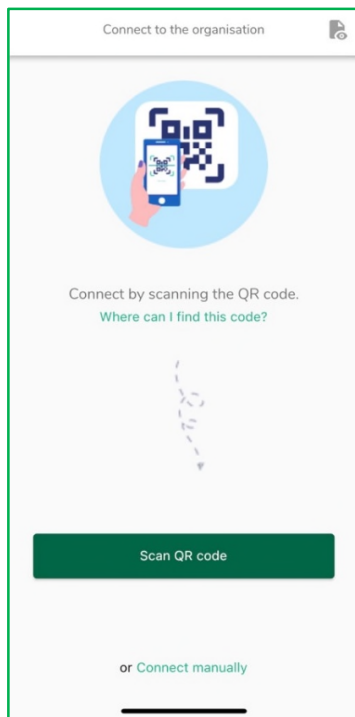 Connect to the organisation
Connect by scanning the QR code.
Where can I find this code?
Scan QR code
or Connect manually